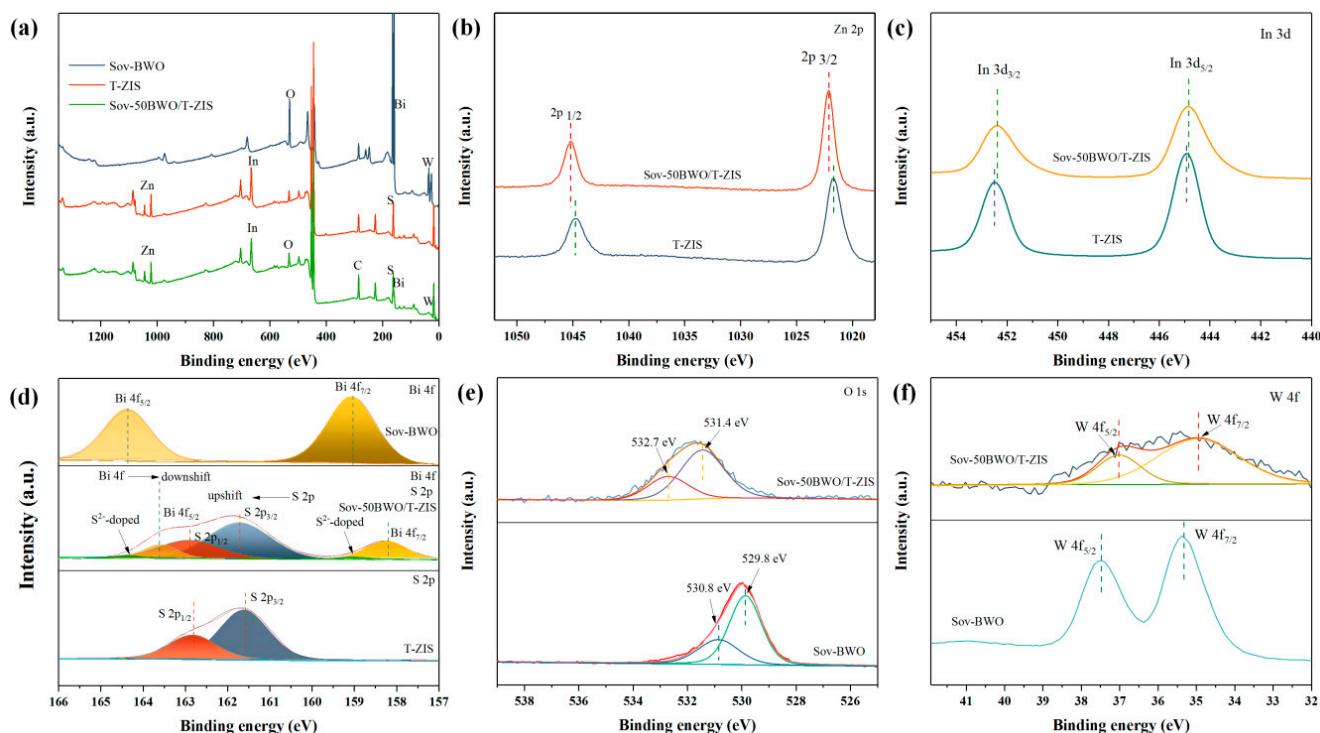 (a)
Sov-BWO
T-ZIS
Sov-50BWO/T-ZIS
O
Bi
W
In
Zn
S
In
Zn
O
C
S
Bi
W
Intensity (a.u.)
1200 1000 800 600 400 200 0
Binding energy (eV)
(b)
Zn 2p
2p 3/2
2p 1/2
Sov-50BWO/T-ZIS
T-ZIS
Intensity (a.u.)
1050 1045 1040 1035 1030 1025 1020
Binding energy (eV)
(c)
In 3d
In 3d3/2
In 3d5/2
Sov-50BWO/T-ZIS
T-ZIS
Intensity (a.u.)
454 452 450 448 446 444 442 440
Binding energy (eV)
(d)
Bi 4f5/2
Bi 4f7/2
Bi 4f
Sov-BWO
Bi 4f
downshift
Bi 4f
upshift
S 2p
S 2p
S2--doped
Bi 4f5/2
S 2p3/2
S 2p1/2
S2--doped
Sov-50BWO/T-ZIS
Bi 4f7/2
S 2p
S 2p1/2
S 2p3/2
T-ZIS
Intensity (a.u.)
166 165 164 163 162 161 160 159 158 157
Binding energy (eV)
(e)
O 1s
532.7 eV
531.4 eV
Sov-50BWO/T-ZIS
530.8 eV
529.8 eV
Sov-BWO
Intensity (a.u.)
538 536 534 532 530 528 526
Binding energy (eV)
(f)
W 4f
W 4f5/2
W 4f7/2
Sov-50BWO/T-ZIS
W 4f5/2
W 4f7/2
Sov-BWO
Intensity (a.u.)
41 40 39 38 37 36 35 34 33 32
Binding energy (eV)